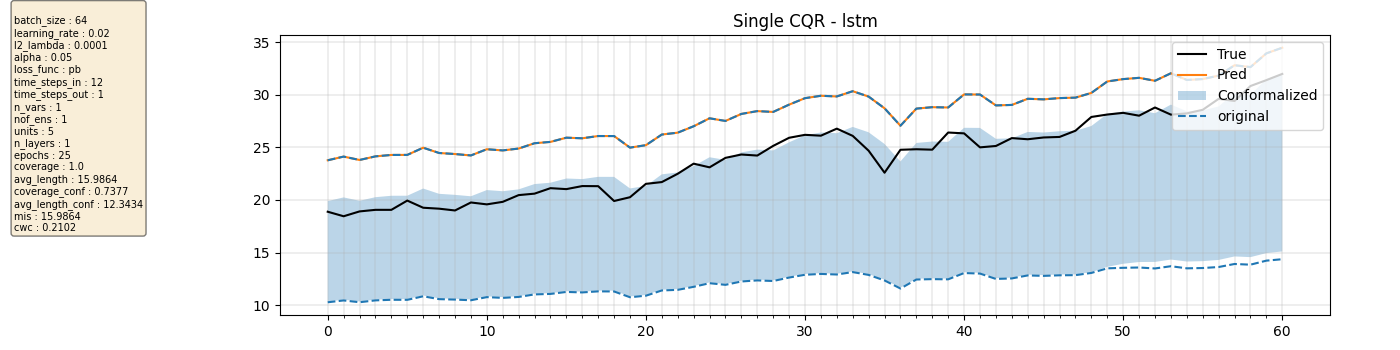 batch_size : 64
learning_rate : 0.02
l2_lambda : 0.0001
alpha : 0.05
loss_func : pb
time_steps_in : 12
time_steps_out : 1
n_vars : 1
nof_ens : 1
units : 5
n_layers : 1
epochs : 25
coverage : 1.0
avg_length : 15.9864
coverage_conf : 0.7377
avg_length_conf : 12.3434
mis : 15.9864
cwc : 0.2102
Single CQR - lstm
35
30
25
20
15
10
True
Pred
Conformalized
original
0 10 20 30 40 50 60